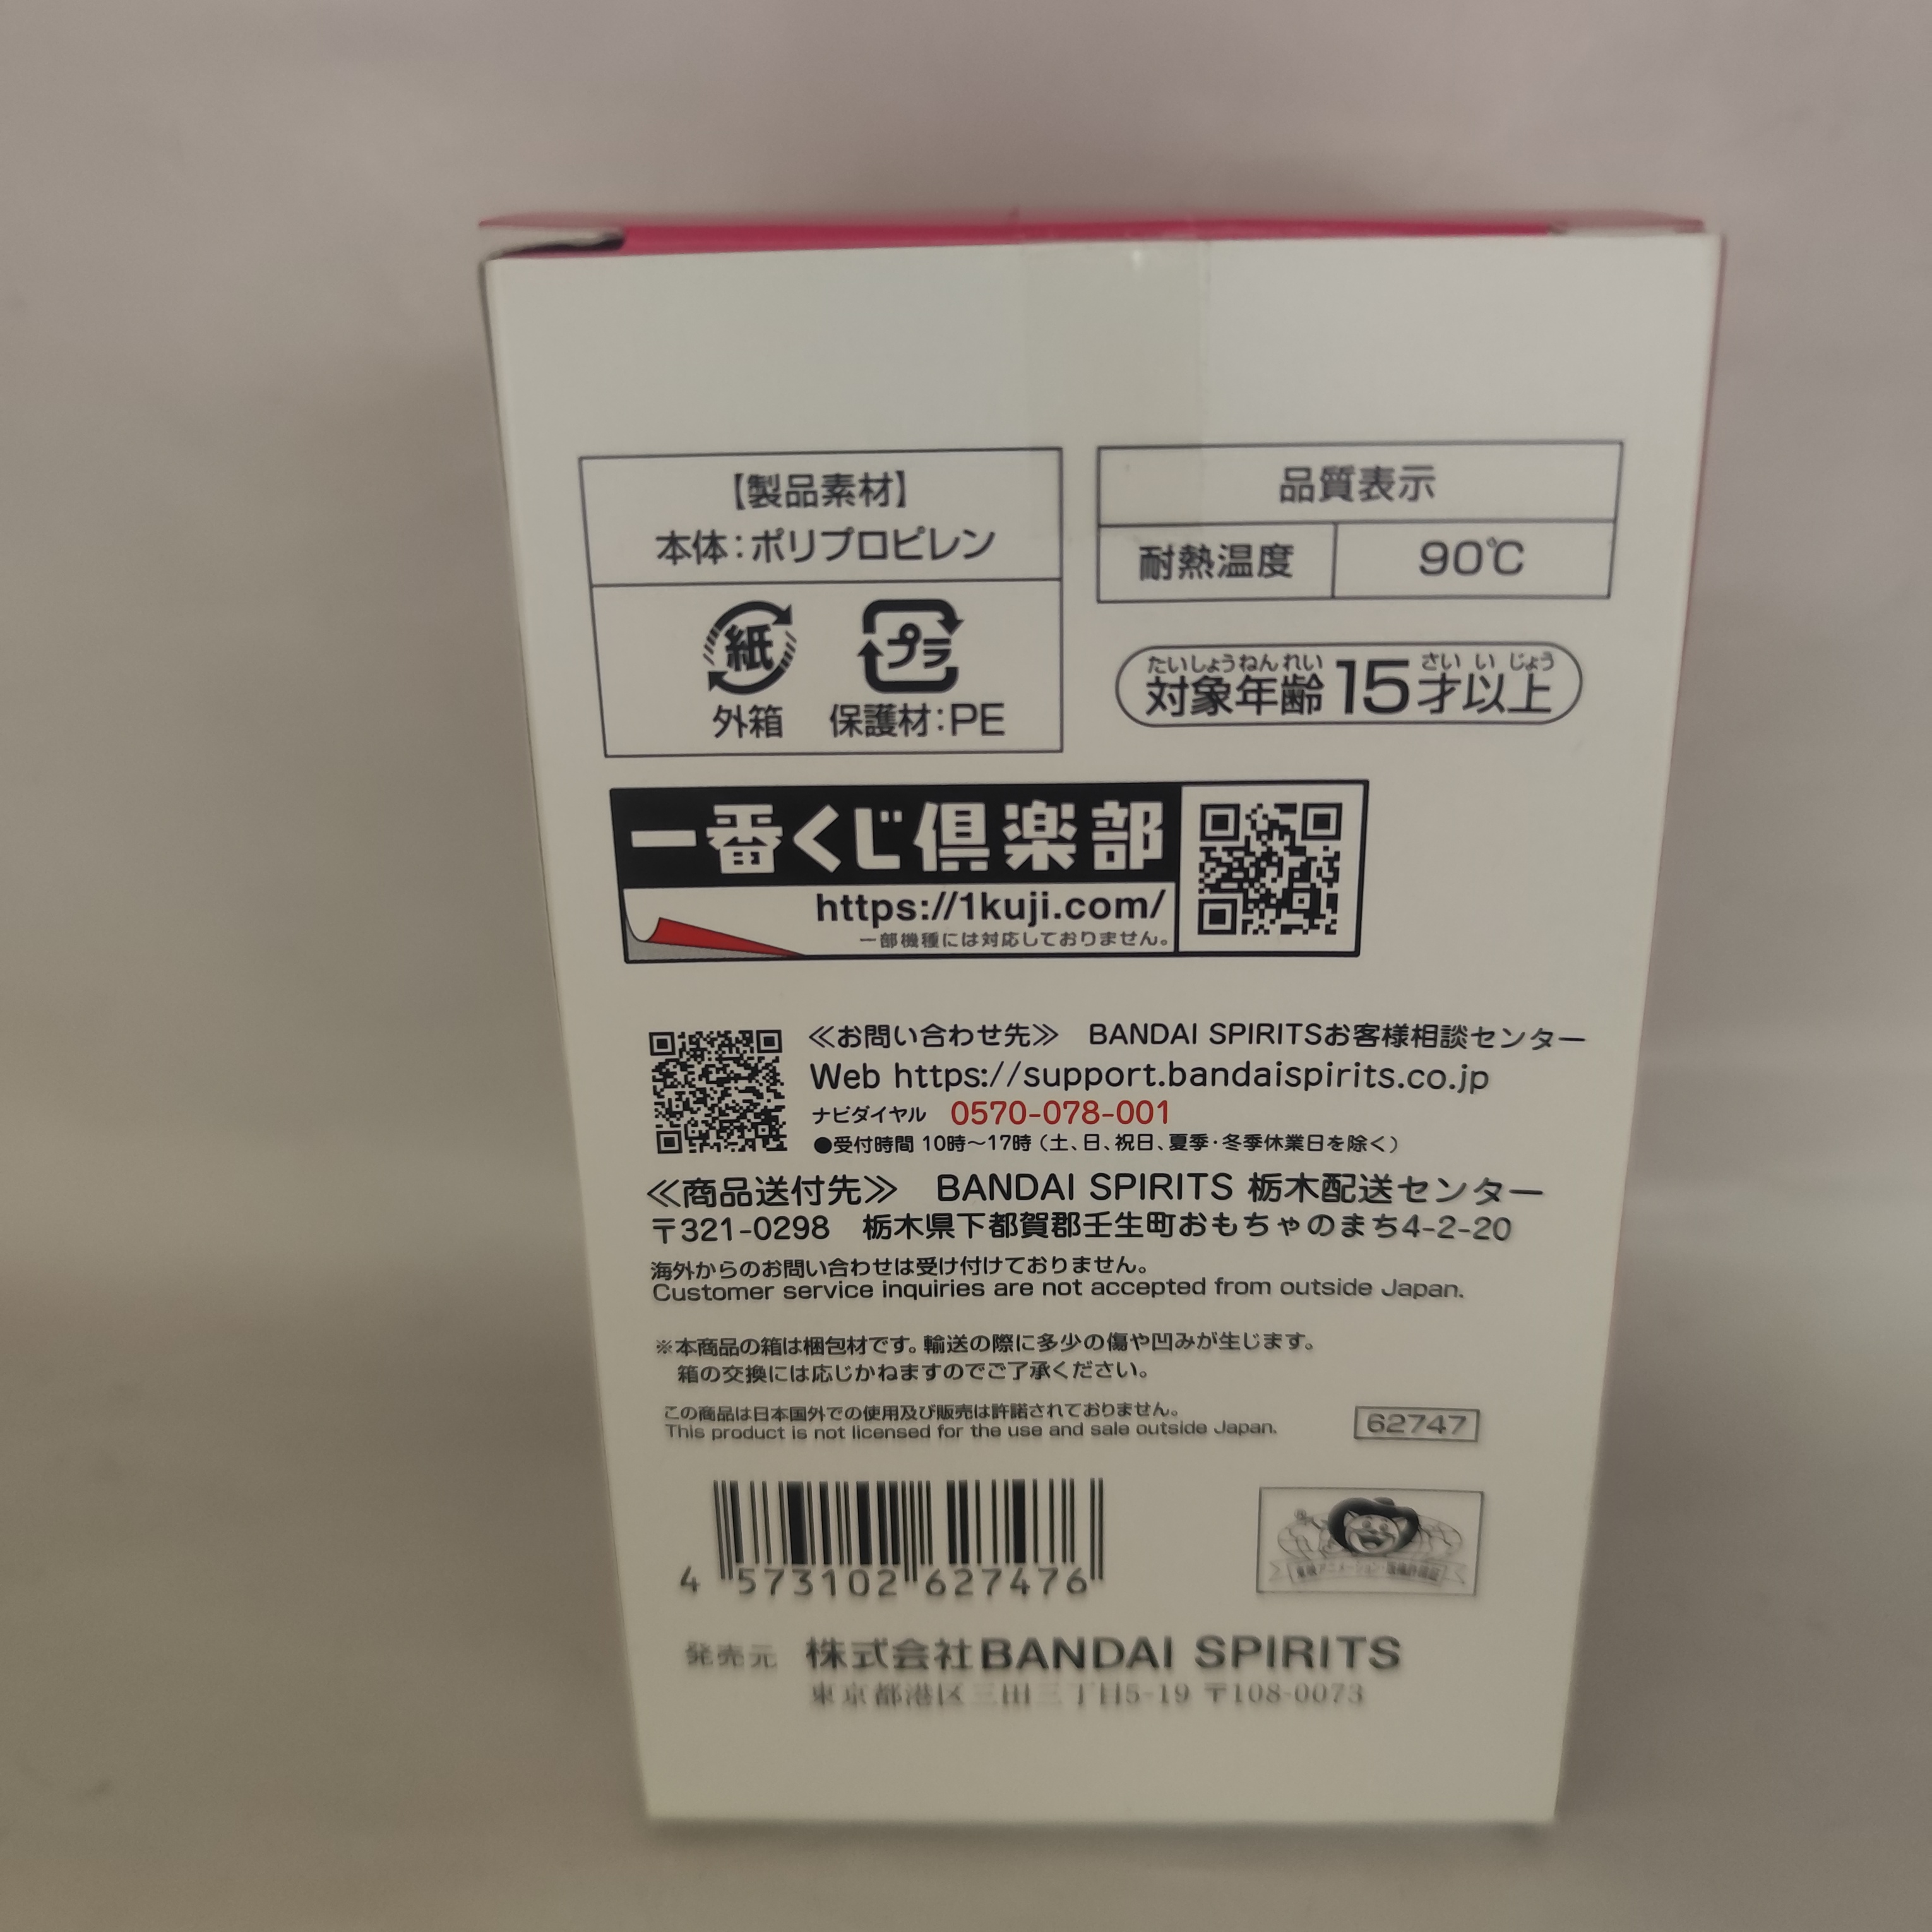 【製品素材】
本体:ポリプロピレン
紙
プラ
外箱
保護材:PE
品質表示
耐熱温度
90℃
たいしょうねんれい さいいじょう
対象年齢15才以上
一番くじ倶楽部
https://1kuji.com/
一部機種には対応しておりません。
≪お問い合わせ先≫ BANDAI SPIRITSお客様相談センター
Web https://support.bandaispirits.co.jp
ナビダイヤル 0570-078-001
●受付時間 10時～17時(土、日、祝日、夏季・冬季休業日を除く)
≪商品送付先≫ BANDAI SPIRITS 栃木配送センター
〒321-0298 栃木県下都賀郡壬生町おもちゃのまち4-2-20
海外からのお問い合わせは受け付けておりません。
Customer service inquiries are not accepted from outside Japan.
※本商品の箱は梱包材です。輸送の際に多少の傷や凹みが生じます。
箱の交換には応じかねますのでご了承ください。
この商品は日本国外での使用及び販売は許諾されておりません。
This product is not licensed for the use and sale outside Japan.
62747
4 573102 627476
東映アニメーション
発売元 株式会社BANDAI SPIRITS
東京都港区三田三丁目5-19 〒108-0073